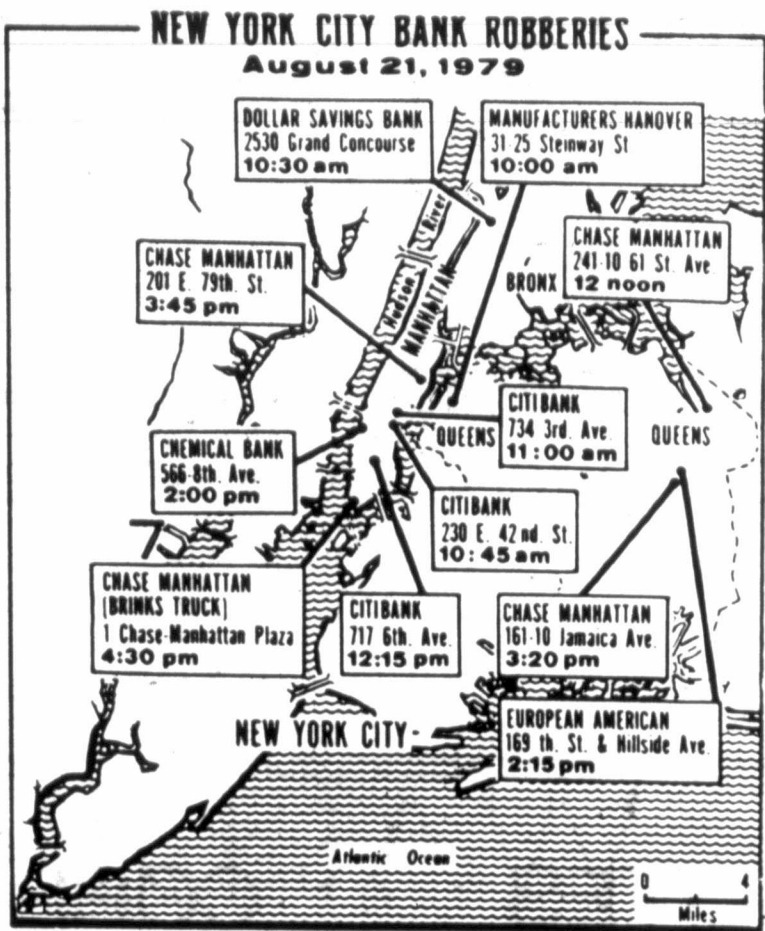 NEW YORK CITY BANK ROBBERIES
August 21, 1979
DOLLAR SAVINGS BANK
2530 Grand Concourse
10:30 am
MANUFACTURERS HANOVER
31-25 Steinway St
10:00 am
CHASE MANHATTAN
201 E. 79th. St.
3:45 pm
CHASE MANHATTAN
241-10 61 St. Ave
12 noon
Hudson River
MANHATTAN
BRONX
CITIBANK
734 3rd. Ave.
11:00 am
QUEENS
QUEENS
CHEMICAL BANK
566-8th. Ave.
2:00 pm
CITIBANK
230 E. 42nd. St.
10:45 am
CHASE MANHATTAN
(BRINKS TRUCK)
1 Chase-Manhattan Plaza
4:30 pm
CITIBANK
717 6th. Ave.
12:15 pm
CHASE MANHATTAN
161-10 Jamaica Ave.
3:20 pm
EUROPEAN AMERICAN
169 th. St. & Hillside Ave.
2:15 pm
NEW YORK CITY
Atlantic Ocean
0 4
Miles